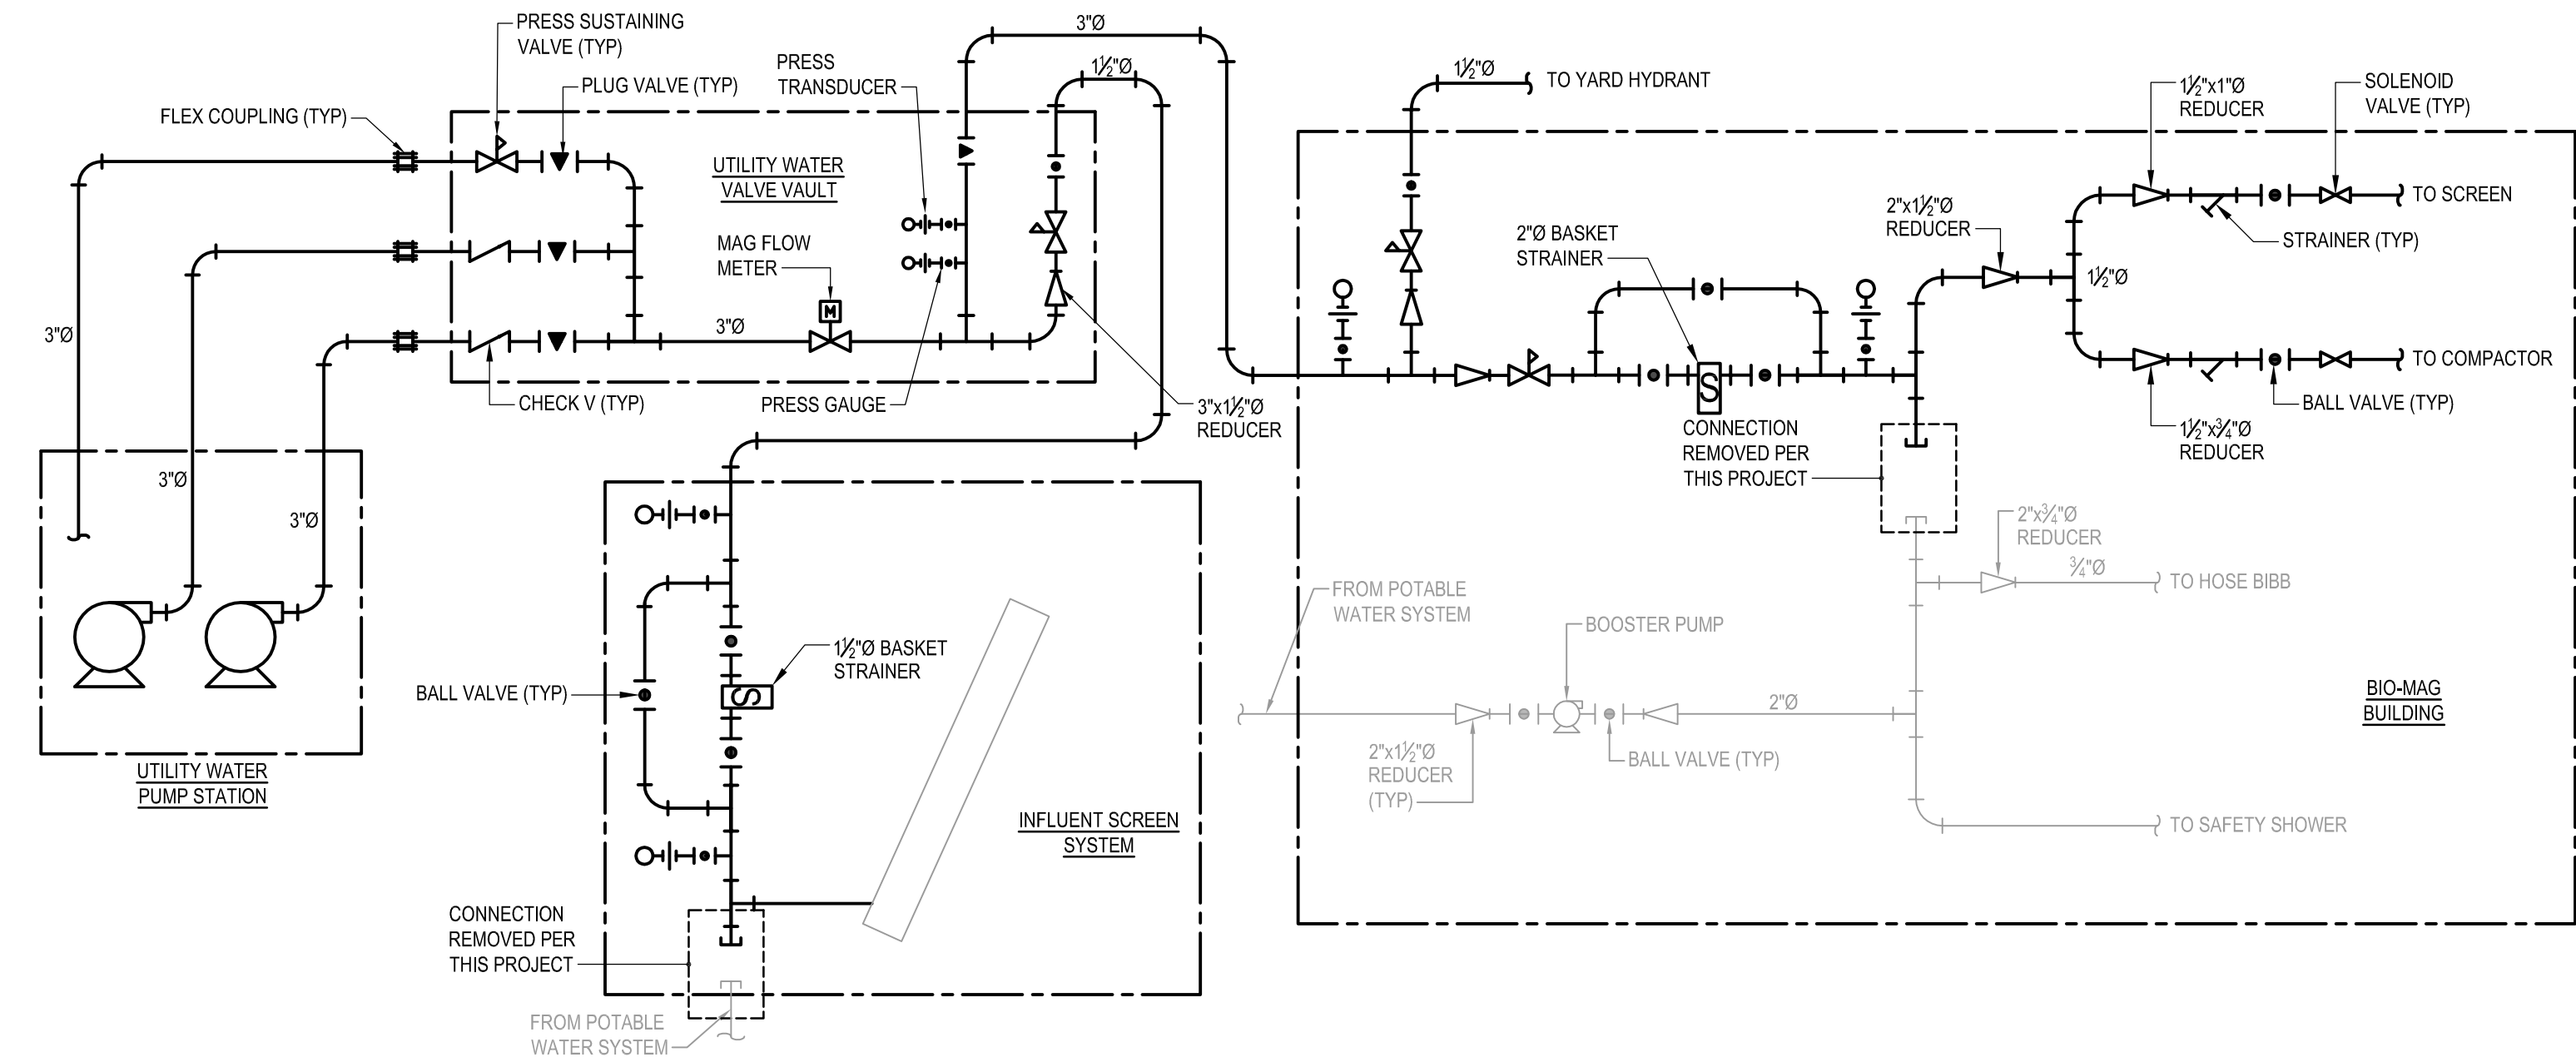 PRESS SUSTAINING
VALVE (TYP)
PLUG VALVE (TYP)
FLEX COUPLING (TYP)
PRESS
TRANSDUCER
3"Ø
1½"Ø
UTILITY WATER
VALVE VAULT
MAG FLOW
METER
M
3"Ø
3"Ø
CHECK V (TYP)
PRESS GAUGE
3"x1½"Ø
REDUCER
3"Ø
3"Ø
UTILITY WATER
PUMP STATION
BALL VALVE (TYP)
1½"Ø BASKET
STRAINER
S
INFLUENT SCREEN
SYSTEM
CONNECTION
REMOVED PER
THIS PROJECT
FROM POTABLE
WATER SYSTEM
1½"Ø
TO YARD HYDRANT
2"Ø BASKET
STRAINER
S
CONNECTION
REMOVED PER
THIS PROJECT
2"x1½"Ø
REDUCER
1½"Ø
1½"x1"Ø
REDUCER
SOLENOID
VALVE (TYP)
TO SCREEN
STRAINER (TYP)
TO COMPACTOR
BALL VALVE (TYP)
1½"x¾"Ø
REDUCER
2"x¾"Ø
REDUCER
¾"Ø
TO HOSE BIBB
FROM POTABLE
WATER SYSTEM
BOOSTER PUMP
2"Ø
2"x1½"Ø
REDUCER
(TYP)
BALL VALVE (TYP)
BIO-MAG
BUILDING
TO SAFETY SHOWER